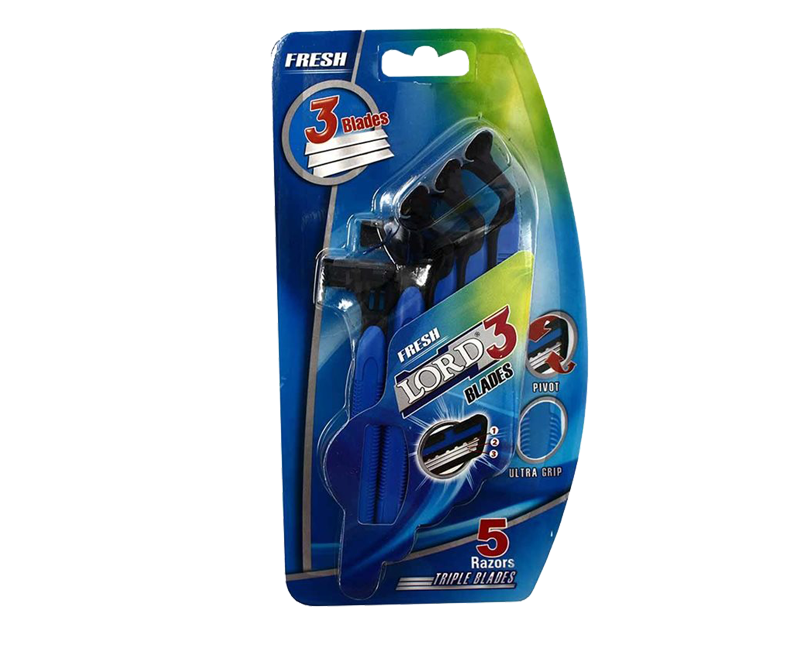 FRESH
3 Blades
FRESH
LORD® 3
BLADES
1
2
3
PIVOT
ULTRA GRIP
5
Razors
TRIPLE BLADES